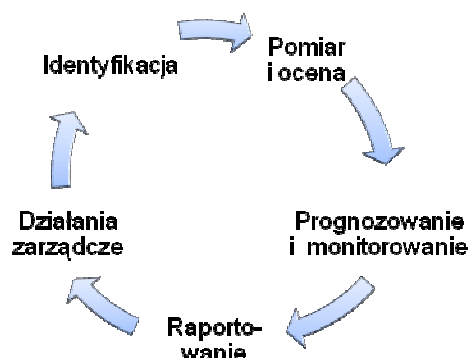 Identyfikacja
Pomiar
i ocena
Prognozowanie
i monitorowanie
Raporto-
wanie
Działania
zarządcze